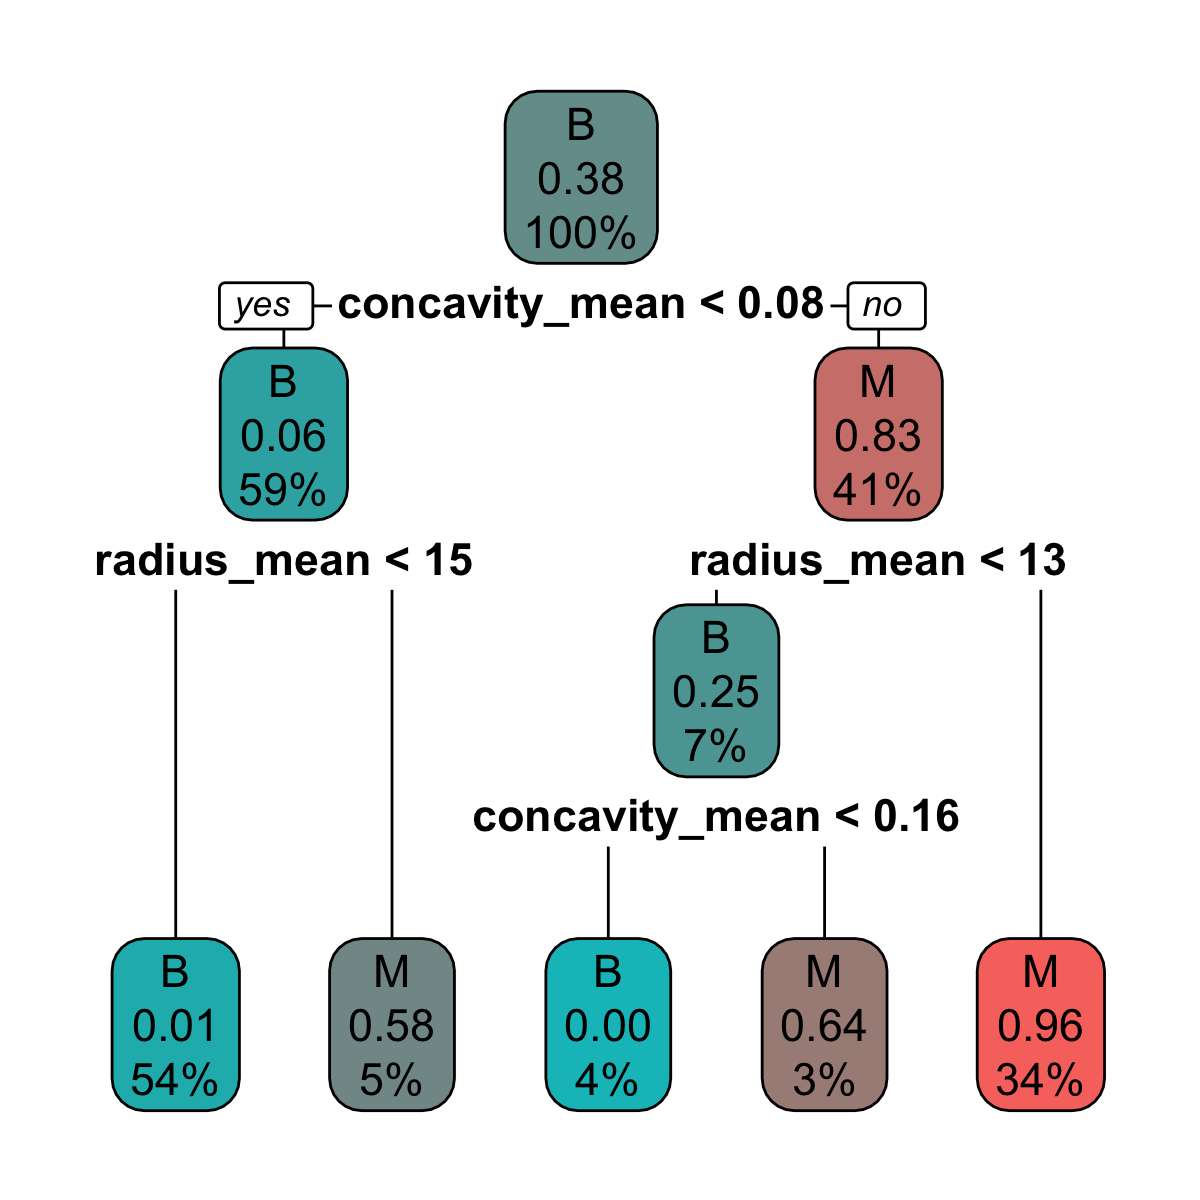 B
0.38
100%
yes concavity_mean < 0.08 no
B
0.06
59%
M
0.83
41%
radius_mean < 15
radius_mean < 13
B
0.25
7%
concavity_mean < 0.16
B
0.01
54%
M
0.58
5%
B
0.00
4%
M
0.64
3%
M
0.96
34%